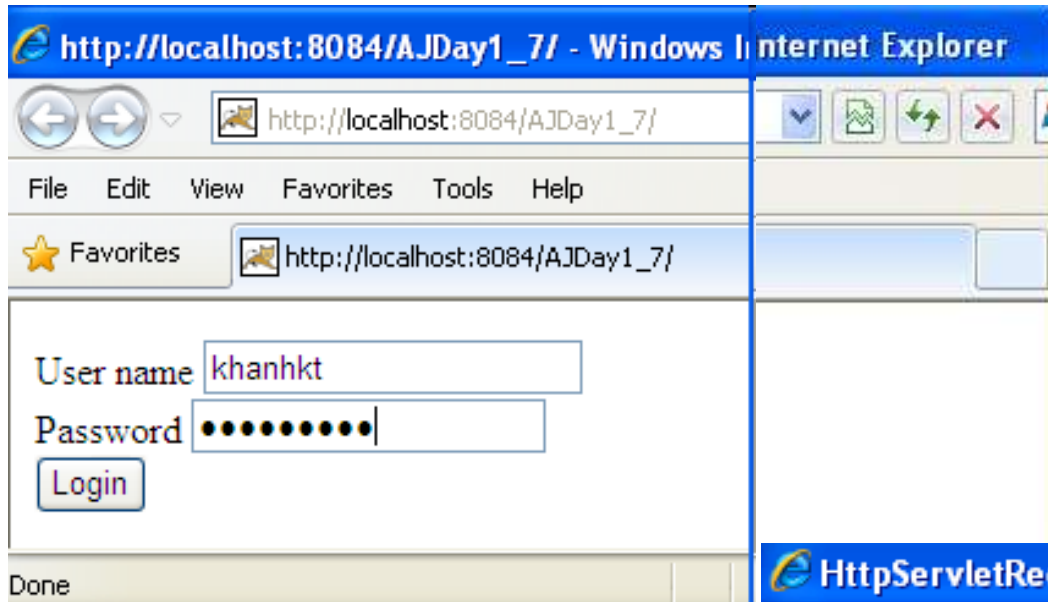 http://localhost:8084/AJDay1_7/ - Windows I
nternet Explorer
http://localhost:8084/AJDay1_7/
File Edit View Favorites Tools Help
Favorites
http://localhost:8084/AJDay1_7/
User name khanhkt
Password •••••••••
Login
Done
HttpServletRe